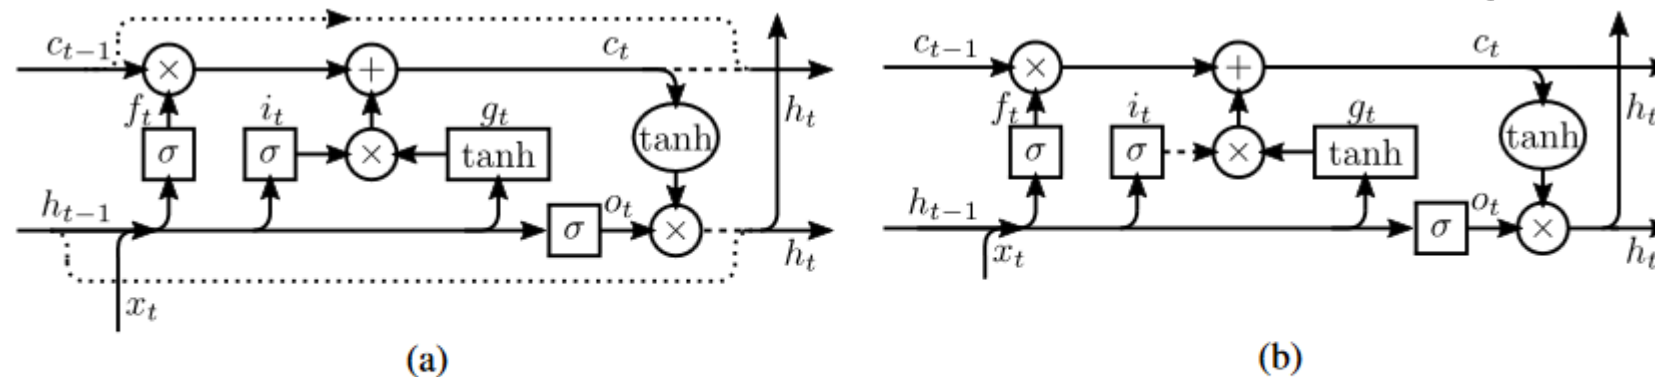 c_{t-1} × + c_t c_{t-1} × + c_t
f_t i_t g_t h_t f_t i_t g_t h_t
σ σ × tanh tanh σ σ × tanh tanh
h_{t-1} σ o_t × h_t h_{t-1} σ o_t × h_t
x_t x_t
(a) (b)